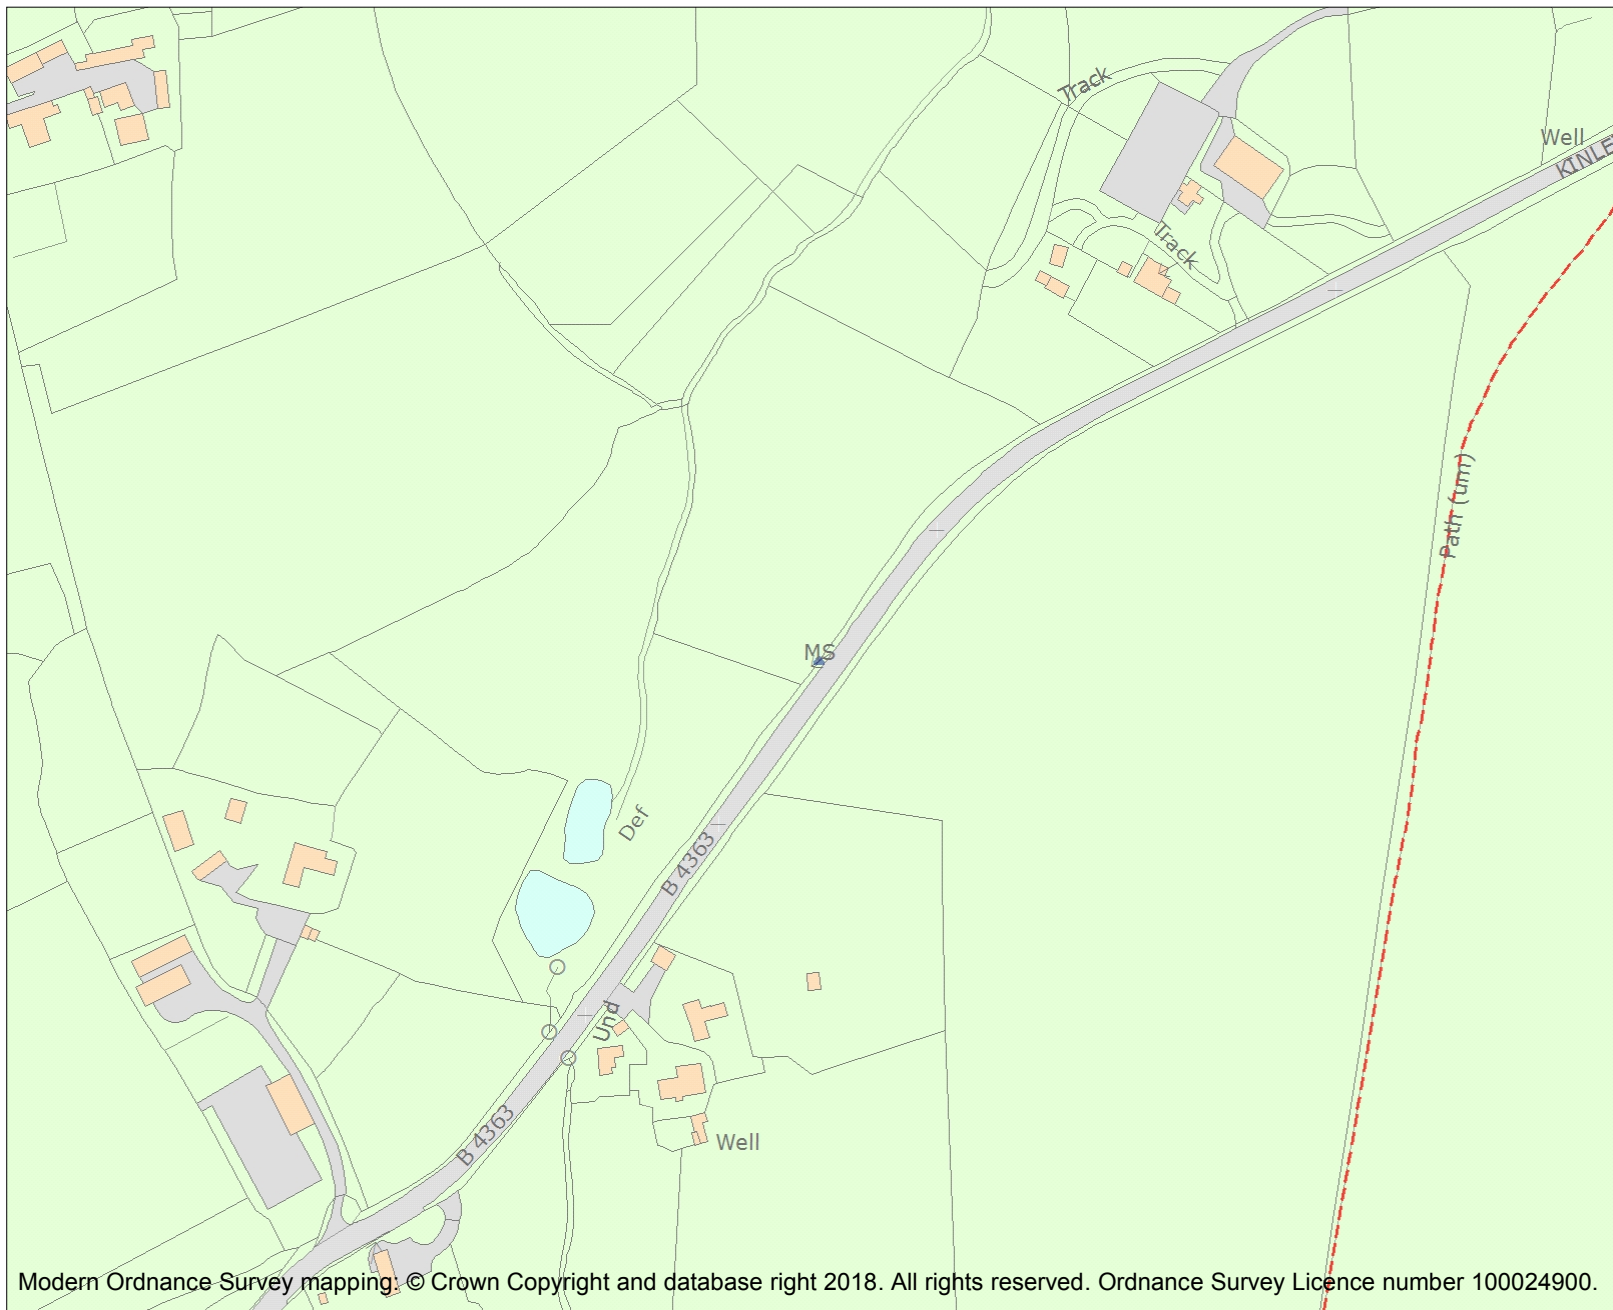 Track
Well
KINLE
Track
Path (um)
MS
Def
B 4363
Und
B 4363
Well
Modern Ordnance Survey mapping: © Crown Copyright and database right 2018. All rights reserved. Ordnance Survey Licence number 100024900.